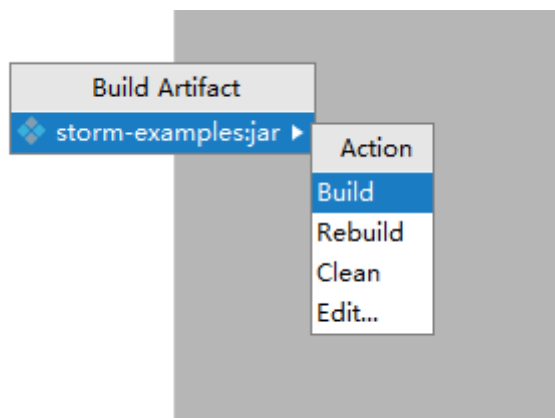 Build Artifact
storm-examples:jar
Action
Build
Rebuild
Clean
Edit...